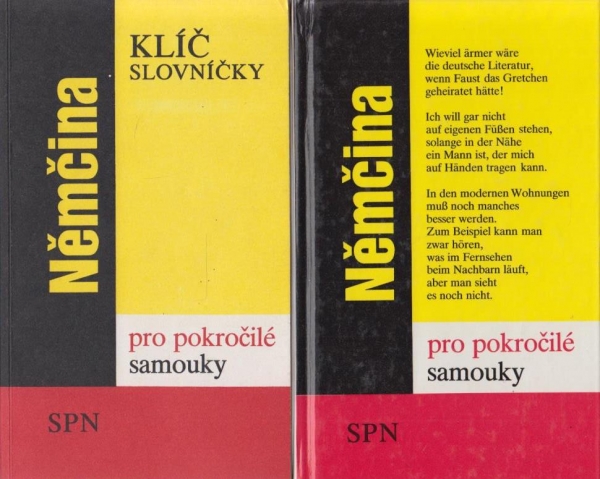 Němčina
KLÍČ
SLOVNÍČKY
pro pokročilé
samouky
SPN
Němčina
Wieviel ärmer wäre
die deutsche Literatur,
wenn Faust das Gretchen
geheiratet hätte!
Ich will gar nicht
auf eigenen Füßen stehen,
solange in der Nähe
ein Mann ist, der mich
auf Händen tragen kann.
In den modernen Wohnungen
muß noch manches
besser werden.
Zum Beispiel kann man
zwar hören,
was im Fernsehen
beim Nachbarn läuft,
aber man sieht
es noch nicht.
pro pokročilé
samouky
SPN